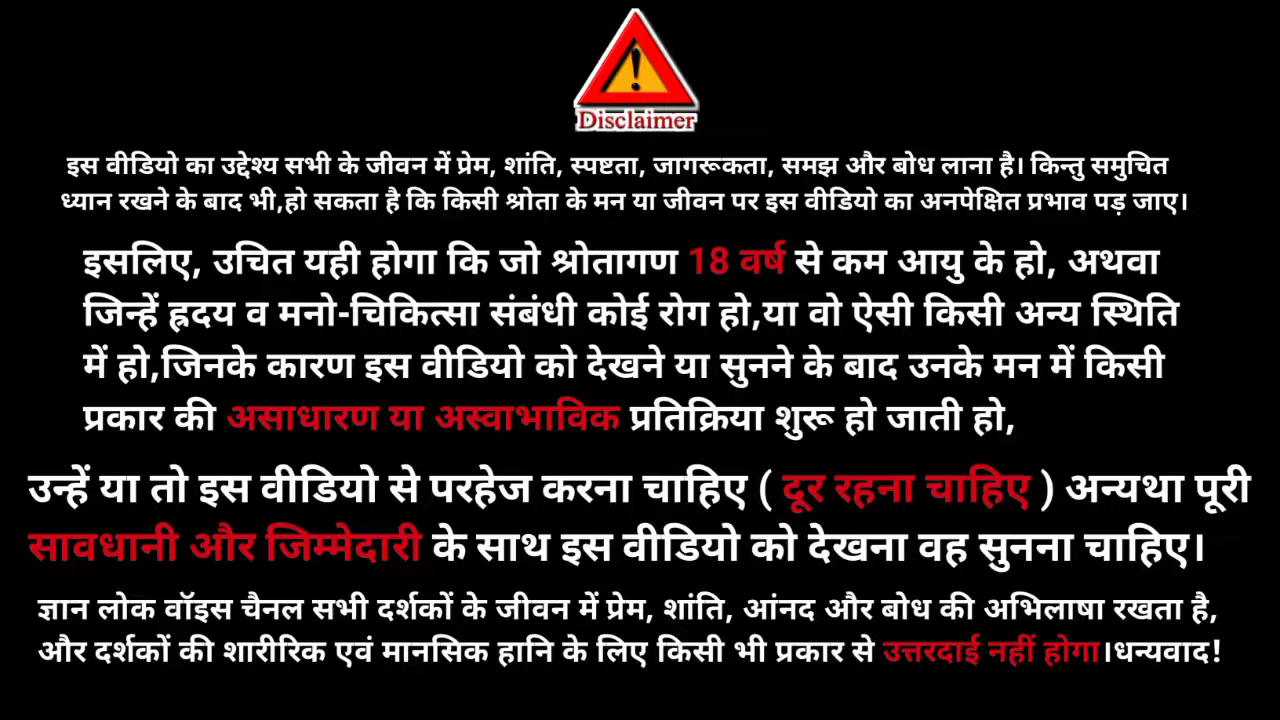 Disclaimer
इस वीडियो का उद्देश्य सभी के जीवन में प्रेम, शांति, स्पष्टता, जागरूकता, समझ और बोध लाना है। किन्तु समुचित
ध्यान रखने के बाद भी,हो सकता है कि किसी श्रोता के मन या जीवन पर इस वीडियो का अनपेक्षित प्रभाव पड़ जाए।
इसलिए, उचित यही होगा कि जो श्रोतागण 18 वर्ष से कम आयु के हो, अथवा
जिन्हें ह्रदय व मनो-चिकित्सा संबंधी कोई रोग हो,या वो ऐसी किसी अन्य स्थिति
में हो,जिनके कारण इस वीडियो को देखने या सुनने के बाद उनके मन में किसी
प्रकार की असाधारण या अस्वाभाविक प्रतिक्रिया शुरू हो जाती हो,
उन्हें या तो इस वीडियो से परहेज करना चाहिए ( दूर रहना चाहिए ) अन्यथा पूरी
सावधानी और जिम्मेदारी के साथ इस वीडियो को देखना वह सुनना चाहिए।
ज्ञान लोक वॉइस चैनल सभी दर्शकों के जीवन में प्रेम, शांति, आंनद और बोध की अभिलाषा रखता है,
और दर्शकों की शारीरिक एवं मानसिक हानि के लिए किसी भी प्रकार से उत्तरदाई नहीं होगा।धन्यवाद!